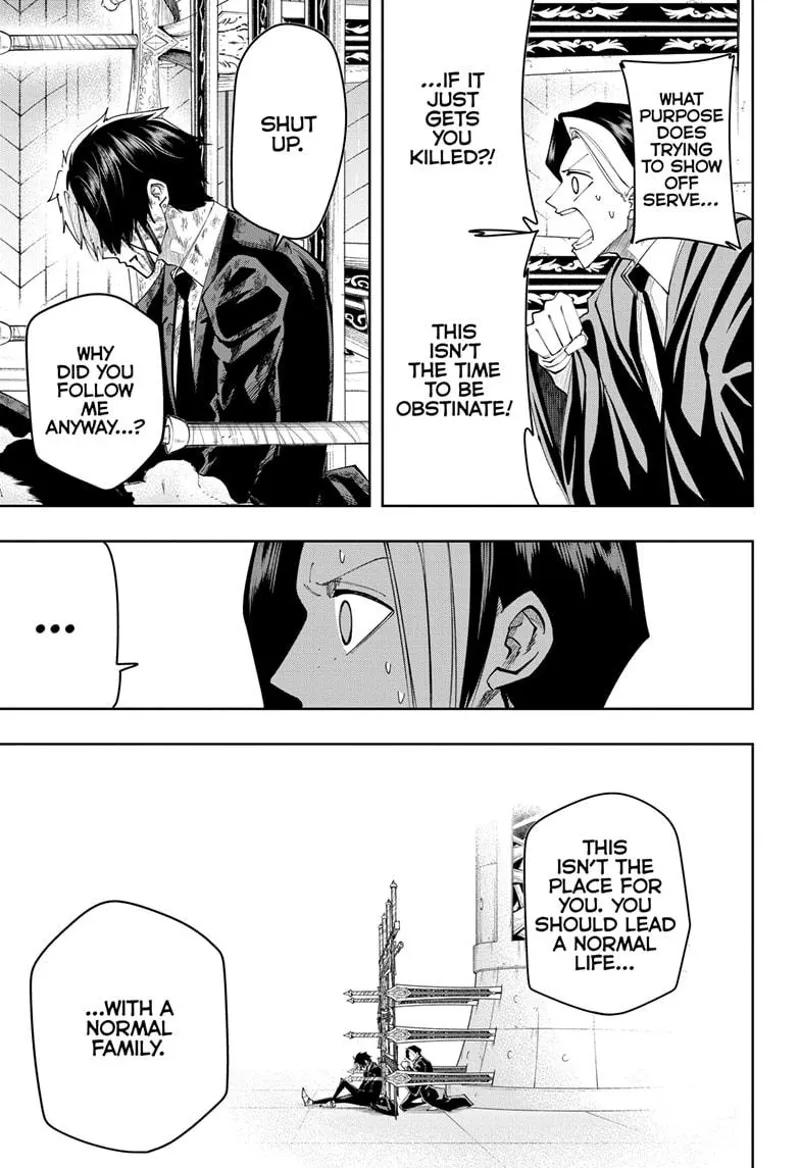 WHAT
PURPOSE
DOES
TRYING
TO SHOW
OFF
SERVE...
...IF IT
JUST
GETS
YOU
KILLED?!
THIS
ISN'T
THE TIME
TO BE
OBSTINATE!
SHUT
UP.
WHY
DID YOU
FOLLOW
ME
ANYWAY...?
...
THIS
ISN'T THE
PLACE FOR
YOU. YOU
SHOULD LEAD
A NORMAL
LIFE...
...WITH A
NORMAL
FAMILY.